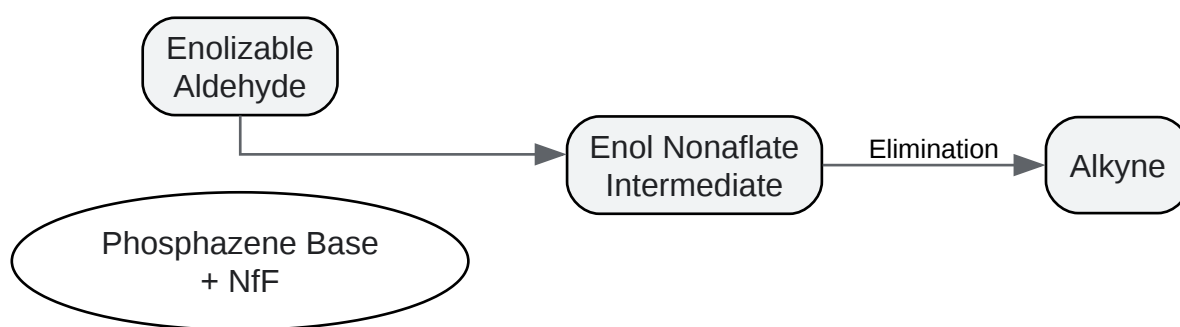 Enolizable
Aldehyde
Enol Nonaflate
Intermediate
Elimination
Alkyne
Phosphazene Base
+ NfF